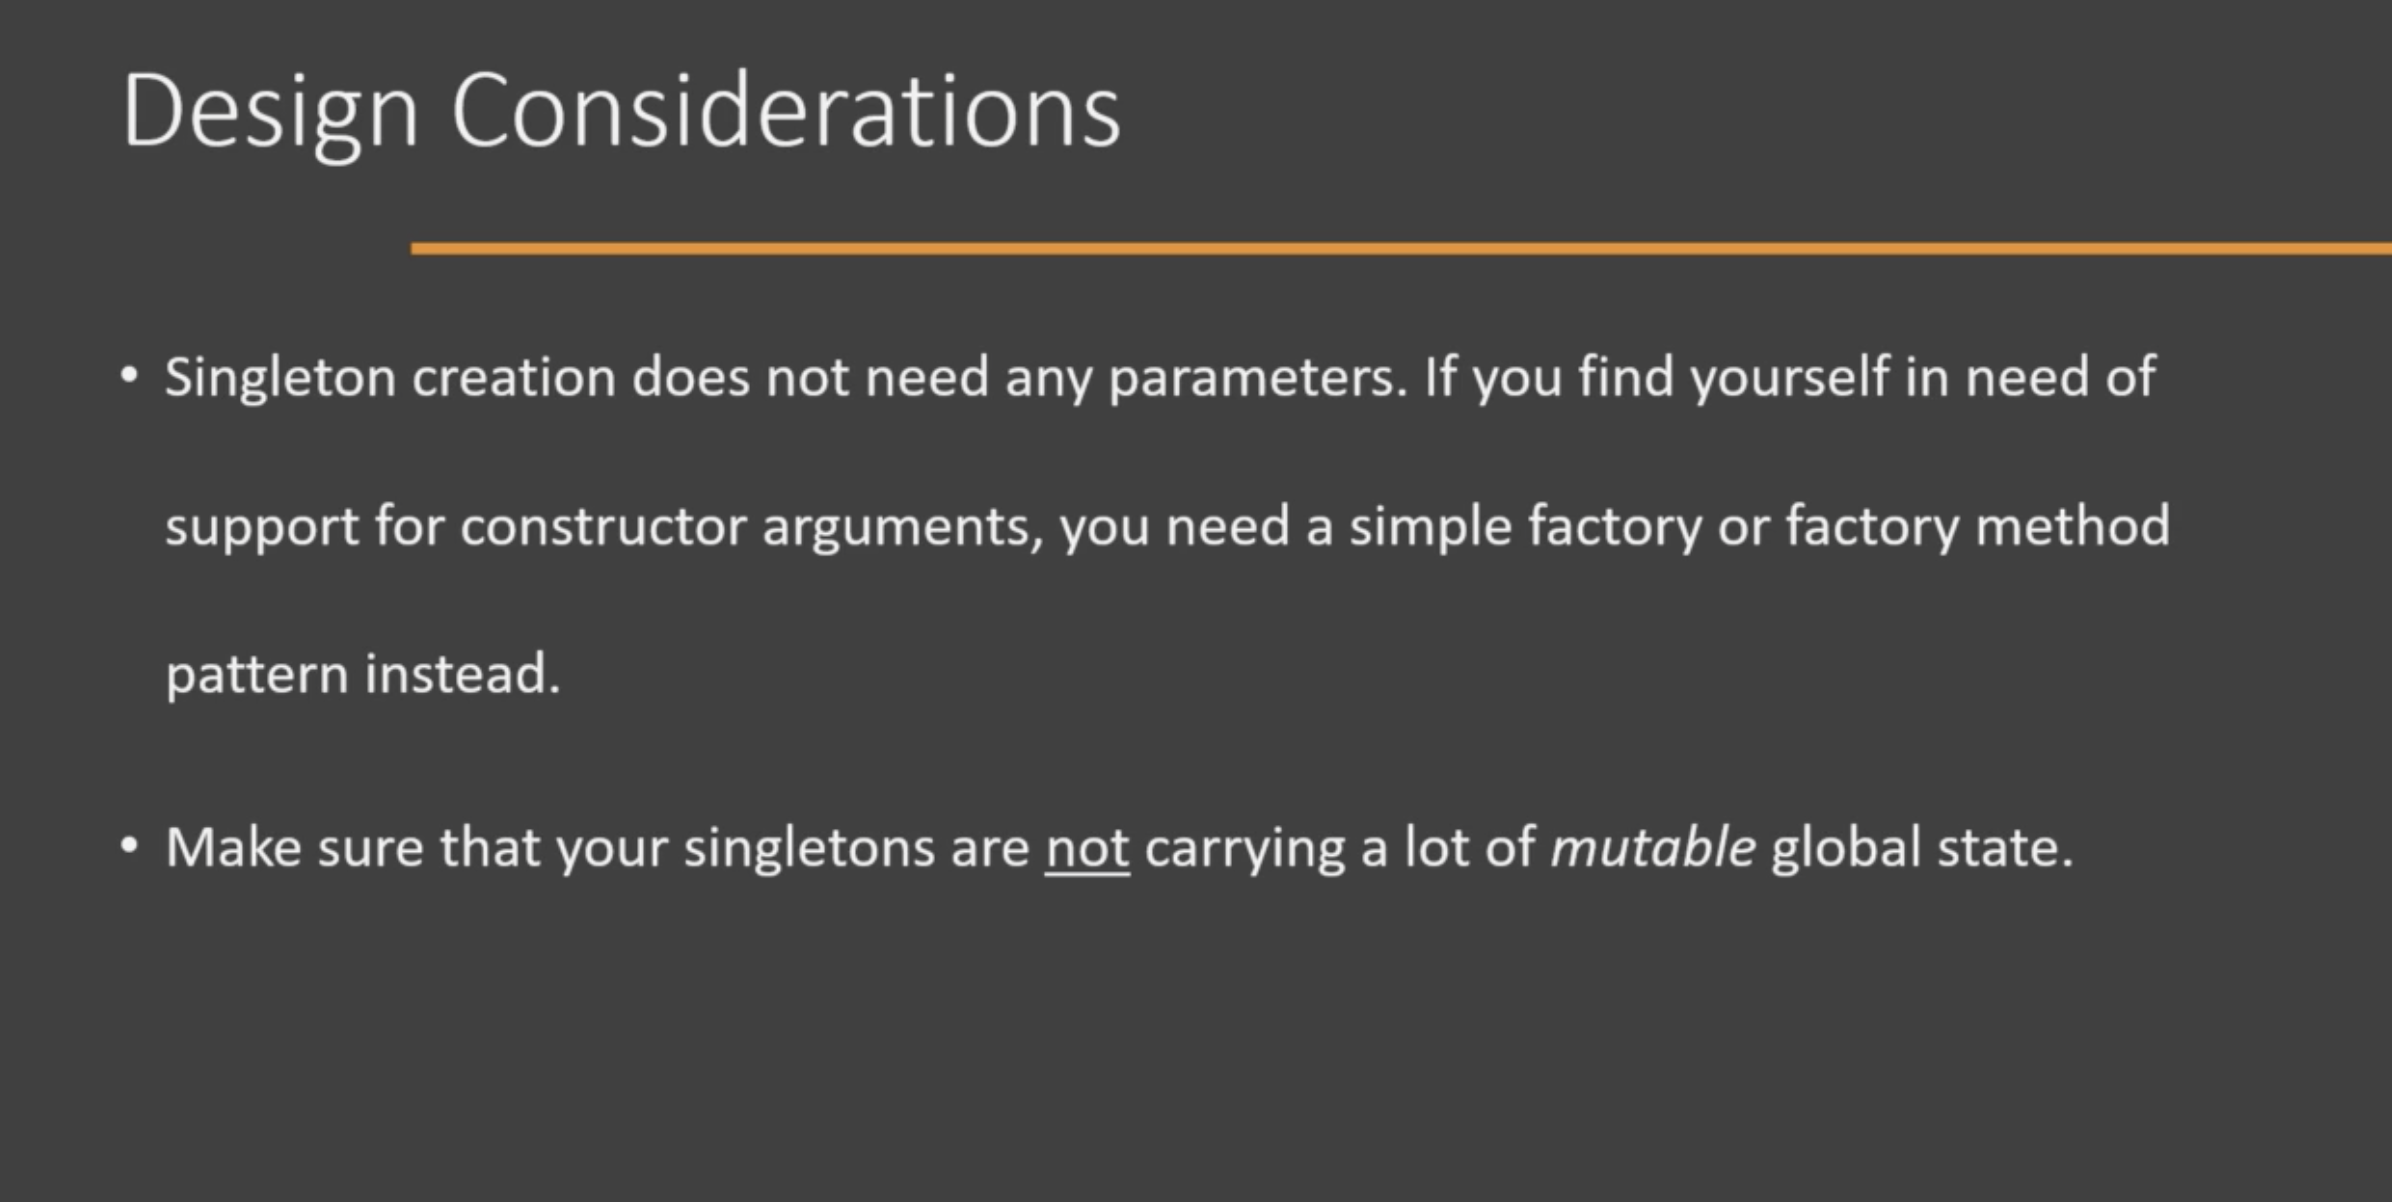 Design Considerations
• Singleton creation does not need any parameters. If you find yourself in need of
support for constructor arguments, you need a simple factory or factory method
pattern instead.
• Make sure that your singletons are not carrying a lot of mutable global state.